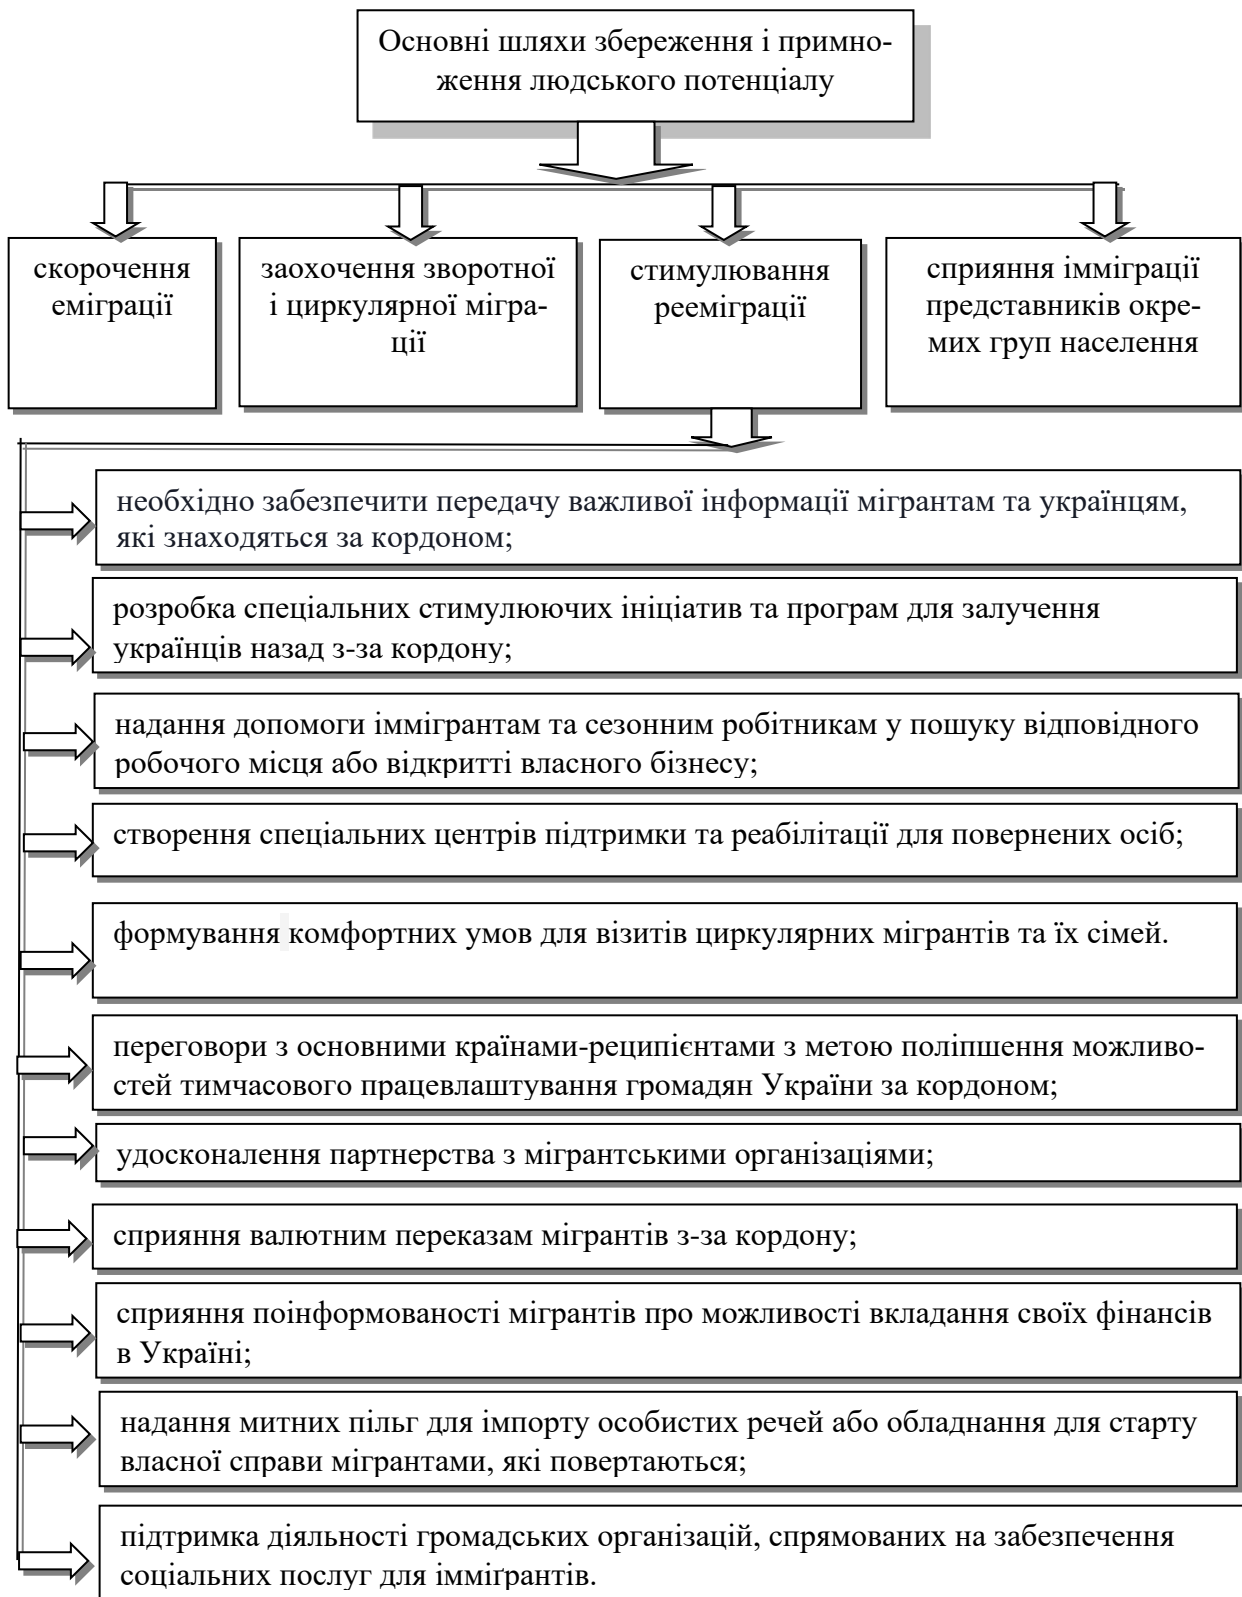 Основні шляхи збереження і примно-
ження людського потенціалу
скорочення
еміграції
заохочення зворотної
і циркулярної мігра-
ції
стимулювання
рееміграції
сприяння імміграції
представників окре-
мих груп населення
необхідно забезпечити передачу важливої інформації мігрантам та українцям,
які знаходяться за кордоном;
розробка спеціальних стимулюючих ініціатив та програм для залучення
українців назад з-за кордону;
надання допомоги іммігрантам та сезонним робітникам у пошуку відповідного
робочого місця або відкритті власного бізнесу;
створення спеціальних центрів підтримки та реабілітації для повернених осіб;
формування комфортних умов для візитів циркулярних мігрантів та їх сімей.
переговори з основними країнами-реципієнтами з метою поліпшення можливо-
стей тимчасового працевлаштування громадян України за кордоном;
удосконалення партнерства з мігрантськими організаціями;
сприяння валютним переказам мігрантів з-за кордону;
сприяння поінформованості мігрантів про можливості вкладання своїх фінансів
в Україні;
надання митних пільг для імпорту особистих речей або обладнання для старту
власної справи мігрантами, які повертаються;
підтримка діяльності громадських організацій, спрямованих на забезпечення
соціальних послуг для імміґрантів.